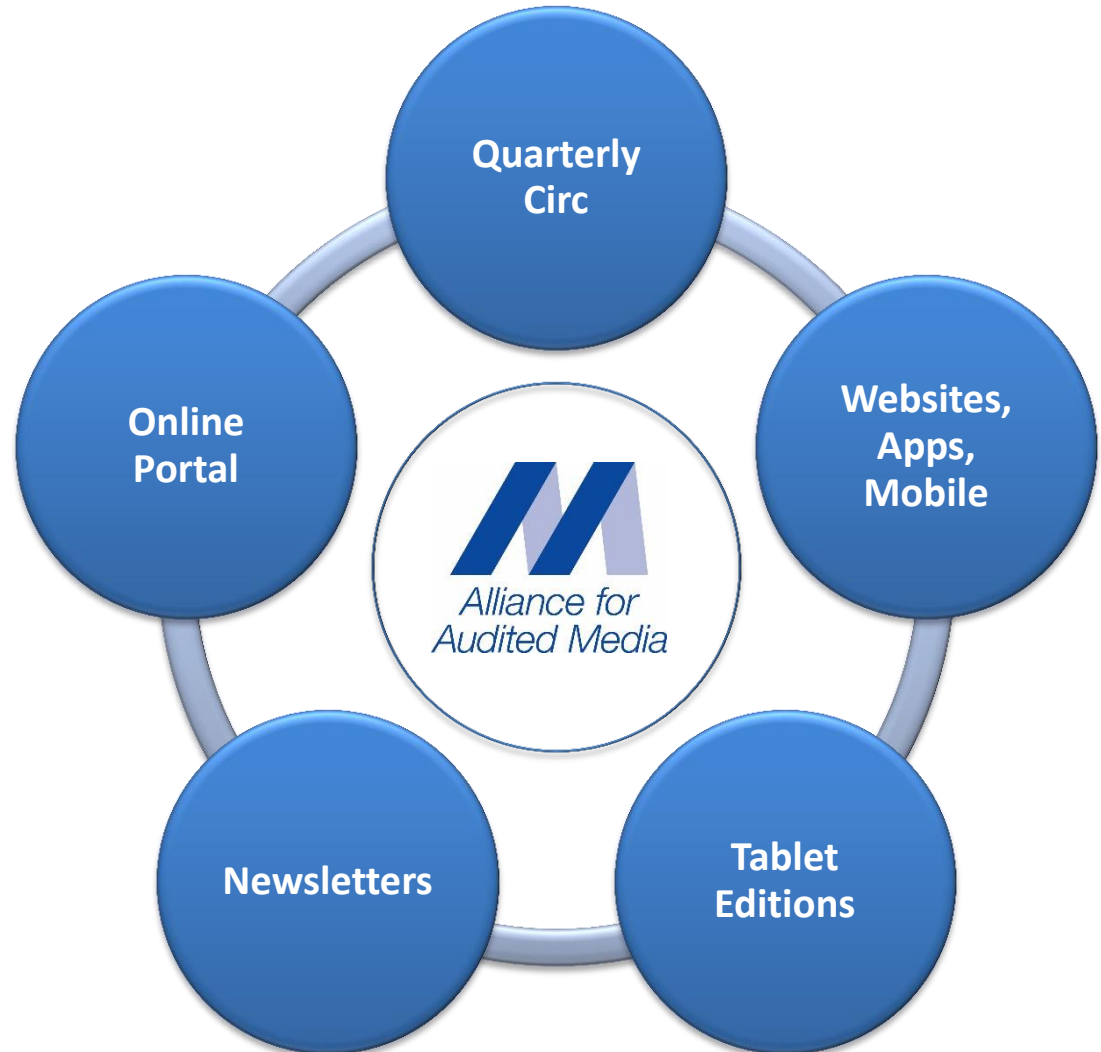 Quarterly
Circ
Websites,
Apps,
Mobile
Tablet
Editions
Newsletters
Online
Portal
Alliance for
Audited Media